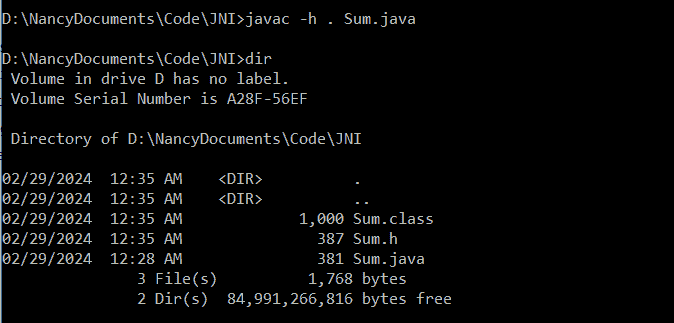 D:\NancyDocuments\Code\JNI>javac -h . Sum.java
D:\NancyDocuments\Code\JNI>dir
Volume in drive D has no label.
Volume Serial Number is A28F-56EF
Directory of D:\NancyDocuments\Code\JNI
02/29/2024  12:35 AM    <DIR>          .
02/29/2024  12:35 AM    <DIR>          ..
02/29/2024  12:35 AM             1,000 Sum.class
02/29/2024  12:35 AM               387 Sum.h
02/29/2024  12:28 AM               381 Sum.java
3 File(s)          1,768 bytes
2 Dir(s)  84,991,266,816 bytes free